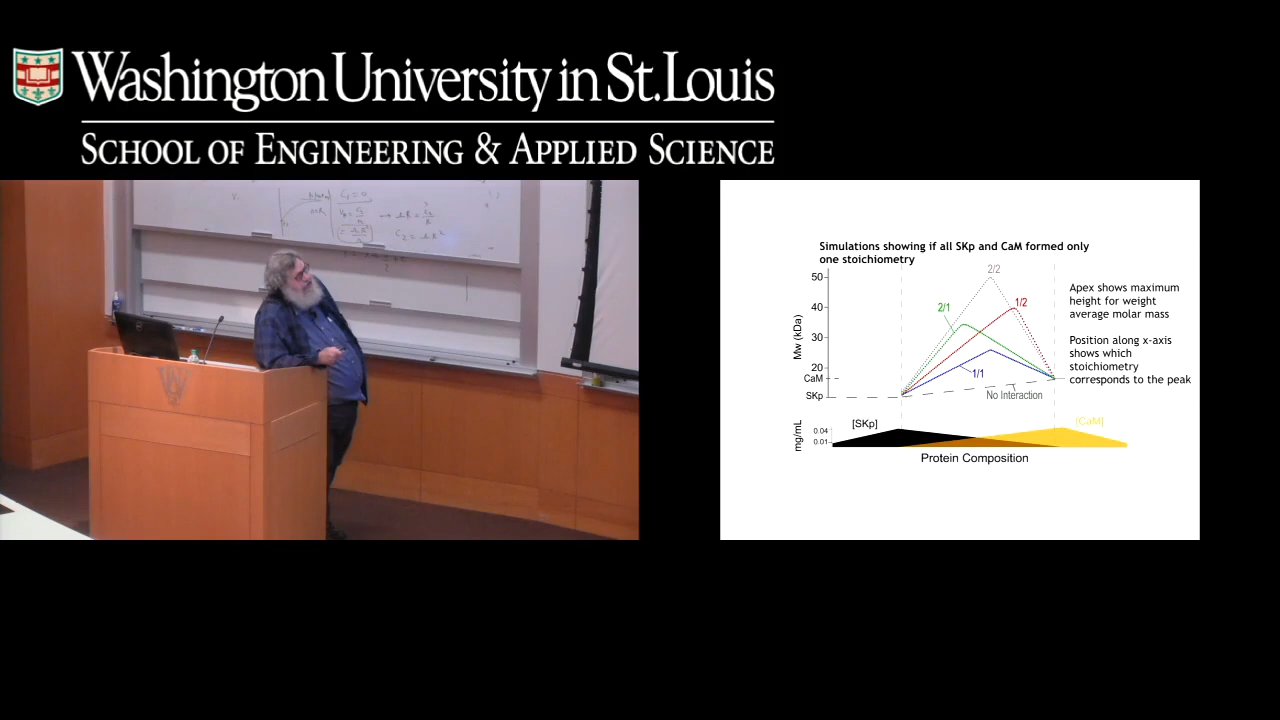 Washington University in St. Louis
SCHOOL OF ENGINEERING & APPLIED SCIENCE
Simulations showing if all SKp and CaM formed only
one stoichiometry
50
40
30
20
CaM
SKp
Mw (kDa)
2/2
2/1
1/2
1/1
No Interaction
Apex shows maximum
height for weight
average molar mass
Position along x-axis
shows which
stoichiometry
corresponds to the peak
mg/mL
0.04
0.01
[SKp]
[CaM]
Protein Composition